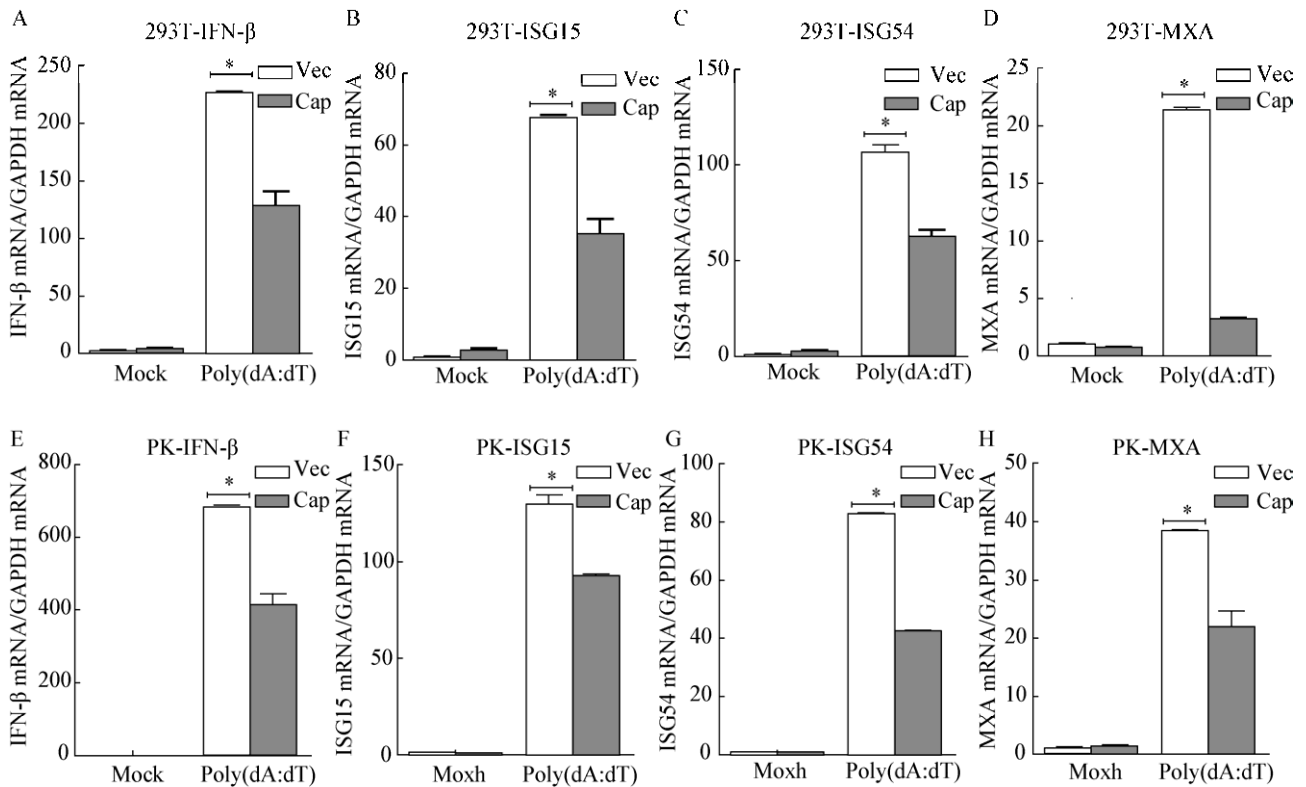 A
293T-IFN-β
IFN-β mRNA/GAPDH mRNA
250
200
150
100
50
0
*
Vec
Cap
Mock
Poly(dA:dT)
B
293T-ISG15
ISG15 mRNA/GAPDH mRNA
80
60
40
20
0
*
Vec
Cap
Mock
Poly(dA:dT)
C
293T-ISG54
ISG54 mRNA/GAPDH mRNA
150
100
50
0
*
Vec
Cap
Mock
Poly(dA:dT)
D
293T-MXA
MXA mRNA/GAPDH mRNA
25
20
15
10
5
0
*
Vec
Cap
Mock
Poly(dA:dT)
E
PK-IFN-β
IFN-β mRNA/GAPDH mRNA
800
600
400
200
0
*
Vec
Cap
Mock
Poly(dA:dT)
F
PK-ISG15
ISG15 mRNA/GAPDH mRNA
150
100
50
0
*
Vec
Cap
Moxh
Poly(dA:dT)
G
PK-ISG54
ISG54 mRNA/GAPDH mRNA
100
80
60
40
20
0
*
Vec
Cap
Moxh
Poly(dA:dT)
H
PK-MXA
MXA mRNA/GAPDH mRNA
50
40
30
20
10
0
*
Vec
Cap
Moxh
Poly(dA:dT)